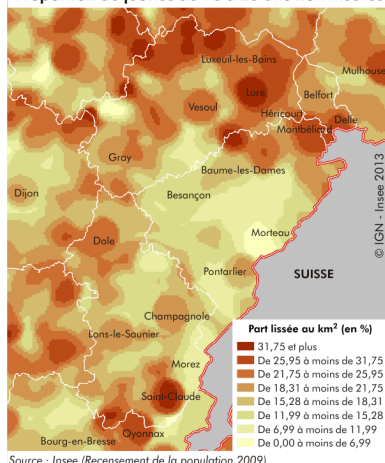 Luxeuil-les-Bains
Mulhouse
Lure
Belfort
Vesoul
Héricourt
Delle
Montbéliard
Gray
Baume-les-Dames
Dijon
Besançon
© IGN - Insee 2013
Morteau
Dole
Pontarlier
SUISSE
Champagnole
Lons-le-Saunier
Morez
Saint-Claude
Oyonnax
Bourg-en-Bresse
Part lissée au km² (en %)
31,75 et plus
De 25,95 à moins de 31,75
De 21,75 à moins de 25,95
De 18,31 à moins de 21,75
De 15,28 à moins de 18,31
De 11,99 à moins de 15,28
De 6,99 à moins de 11,99
De 0,00 à moins de 6,99
Source : Insee (Recensement de la population 2009)